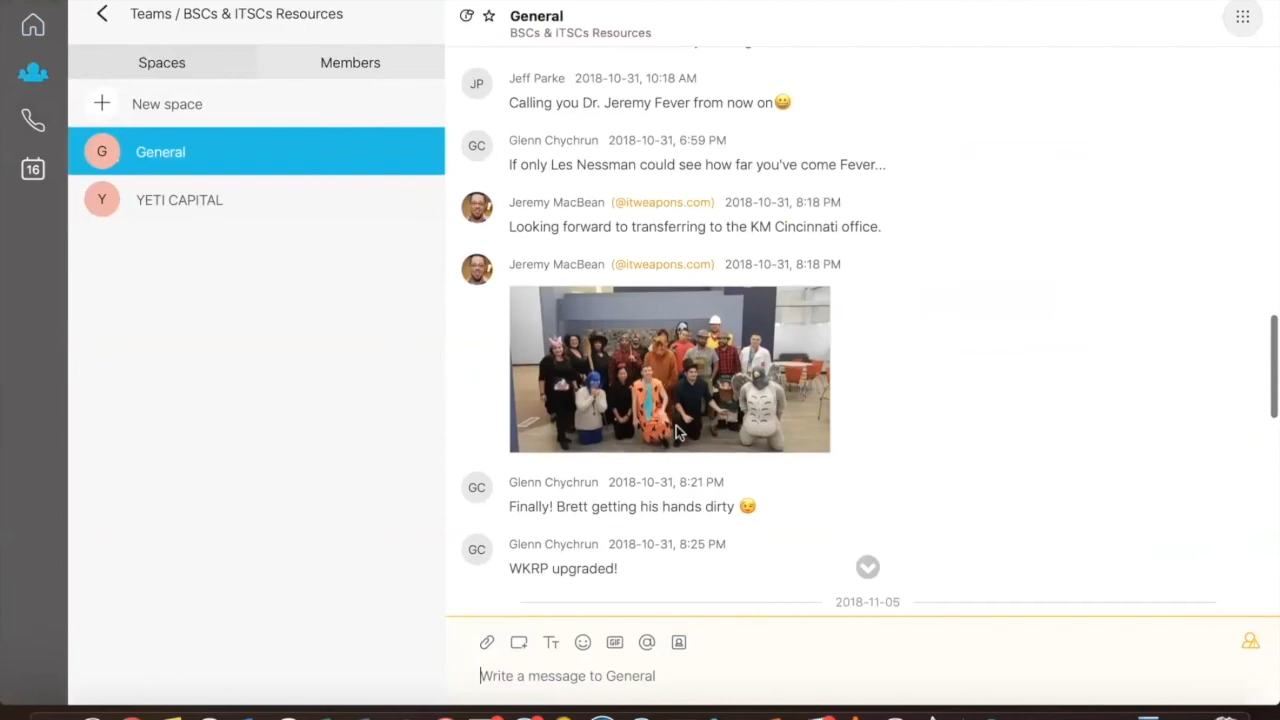 Teams / BSCs & ITSCs Resources
Spaces
Members
New space
G
General
Y
YETI CAPITAL
16
General
BSCs & ITSCs Resources
JP
Jeff Parke 2018-10-31, 10:18 AM
Calling you Dr. Jeremy Fever from now on😀
GC
Glenn Chychrun 2018-10-31, 6:59 PM
If only Les Nessman could see how far you've come Fever...
Jeremy MacBean (@itweapons.com) 2018-10-31, 8:18 PM
Looking forward to transferring to the KM Cincinnati office.
Jeremy MacBean (@itweapons.com) 2018-10-31, 8:18 PM
GC
Glenn Chychrun 2018-10-31, 8:21 PM
Finally! Brett getting his hands dirty 😉
GC
Glenn Chychrun 2018-10-31, 8:25 PM
WKRP upgraded!
2018-11-05
Tт
GIF
@
Write a message to General